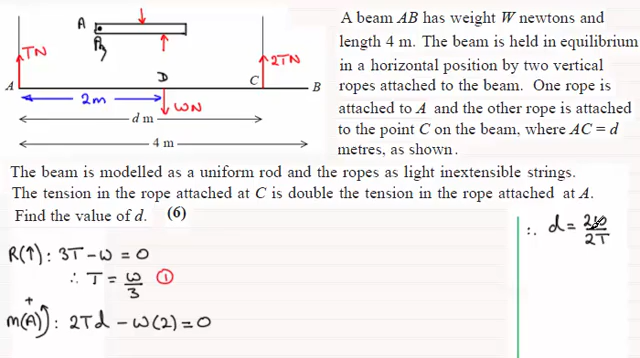 A
TN
2TN
A
D
C
B
2m
WN
d m
4 m
A beam AB has weight W newtons and
length 4 m. The beam is held in equilibrium
in a horizontal position by two vertical
ropes attached to the beam. One rope is
attached to A and the other rope is attached
to the point C on the beam, where AC = d
metres, as shown.
The beam is modelled as a uniform rod and the ropes as light inextensible strings.
The tension in the rope attached at C is double the tension in the rope attached at A.
Find the value of d. (6)
R(↑): 3T - W = 0
∴ T = W/3 ①
M(A): 2Td - W(2) = 0
∴ d = 2W/2T